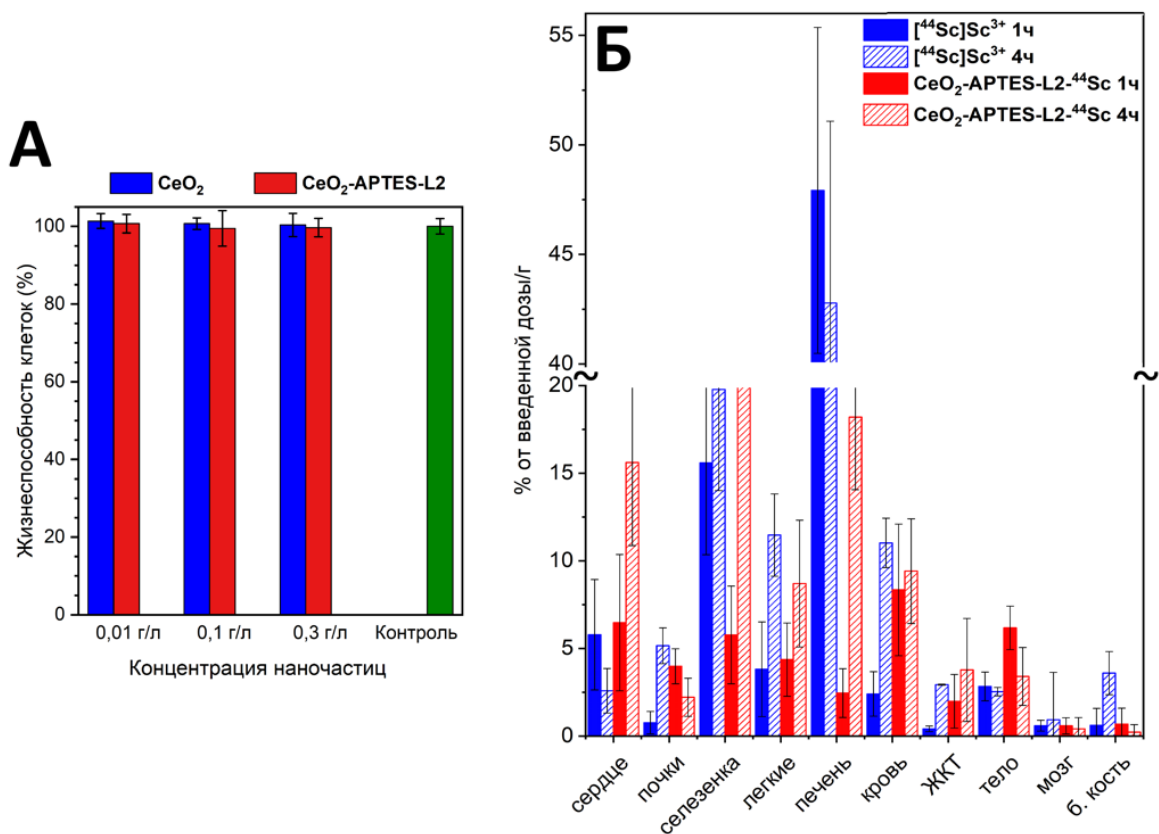 А
CeO₂
CeO₂-APTES-L2
Жизнеспособность клеток (%)
100
80
60
40
20
0
0,01 г/л
0,1 г/л
0,3 г/л
Контроль
Концентрация наночастиц
Б
[⁴⁴Sc]Sc³⁺ 1ч
[⁴⁴Sc]Sc³⁺ 4ч
CeO₂-APTES-L2-⁴⁴Sc 1ч
CeO₂-APTES-L2-⁴⁴Sc 4ч
% от введенной дозы/г
55
50
45
40
20
15
10
5
0
~
~
сердце
почки
селезенка
легкие
печень
кровь
ЖКТ
тело
мозг
б. кость